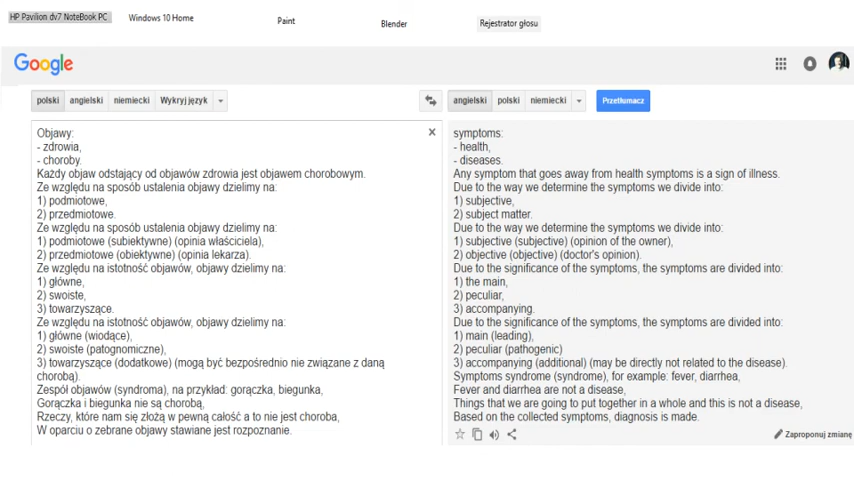 HP Pavilion dv7 NoteBook PC
Windows 10 Home
Paint
Blender
Rejestrator głosu
Google
polski angielski niemiecki Wykryj język
angielski polski niemiecki Przetłumacz
Objawy:
- zdrowia,
- choroby.
Każdy objaw odstający od objawów zdrowia jest objawem chorobowym.
Ze względu na sposób ustalenia objawy dzielimy na:
1) podmiotowe,
2) przedmiotowe.
Ze względu na sposób ustalenia objawy dzielimy na:
1) podmiotowe (subiektywne) (opinia właściciela),
2) przedmiotowe (obiektywne) (opinia lekarza).
Ze względu na istotność objawów, objawy dzielimy na:
1) główne,
2) swoiste,
3) towarzyszące.
Ze względu na istotność objawów, objawy dzielimy na:
1) główne (wiodące),
2) swoiste (patognomiczne),
3) towarzyszące (dodatkowe) (mogą być bezpośrednio nie związane z daną
chorobą).
Zespół objawów (syndroma), na przykład: gorączka, biegunka,
Gorączka i biegunka nie są chorobą,
Rzeczy, które nam się złożą w pewną całość a to nie jest choroba,
W oparciu o zebrane objawy stawiane jest rozpoznanie.
symptoms:
- health,
- diseases.
Any symptom that goes away from health symptoms is a sign of illness.
Due to the way we determine the symptoms we divide into:
1) subjective,
2) subject matter.
Due to the way we determine the symptoms we divide into:
1) subjective (subjective) (opinion of the owner),
2) objective (objective) (doctor's opinion).
Due to the significance of the symptoms, the symptoms are divided into:
1) the main,
2) peculiar,
3) accompanying.
Due to the significance of the symptoms, the symptoms are divided into:
1) main (leading),
2) peculiar (pathogenic)
3) accompanying (additional) (may be directly not related to the disease).
Symptoms syndrome (syndrome), for example: fever, diarrhea,
Fever and diarrhea are not a disease,
Things that we are going to put together in a whole and this is not a disease,
Based on the collected symptoms, diagnosis is made.
Zaproponuj zmianę